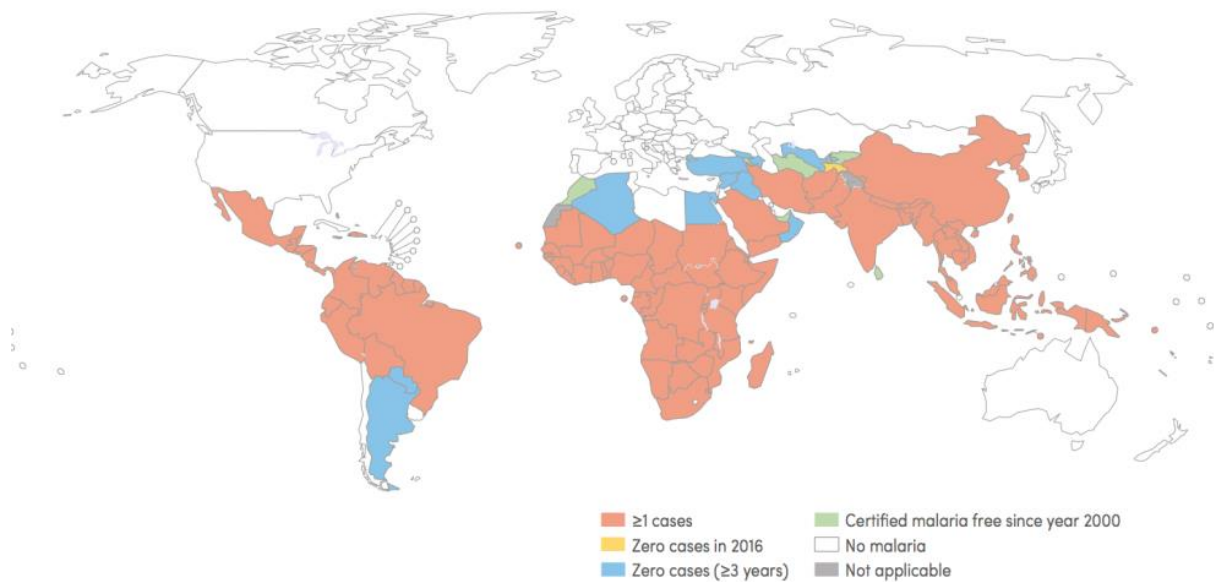 ≥1 cases
Zero cases in 2016
Zero cases (≥3 years)
Certified malaria free since year 2000
No malaria
Not applicable